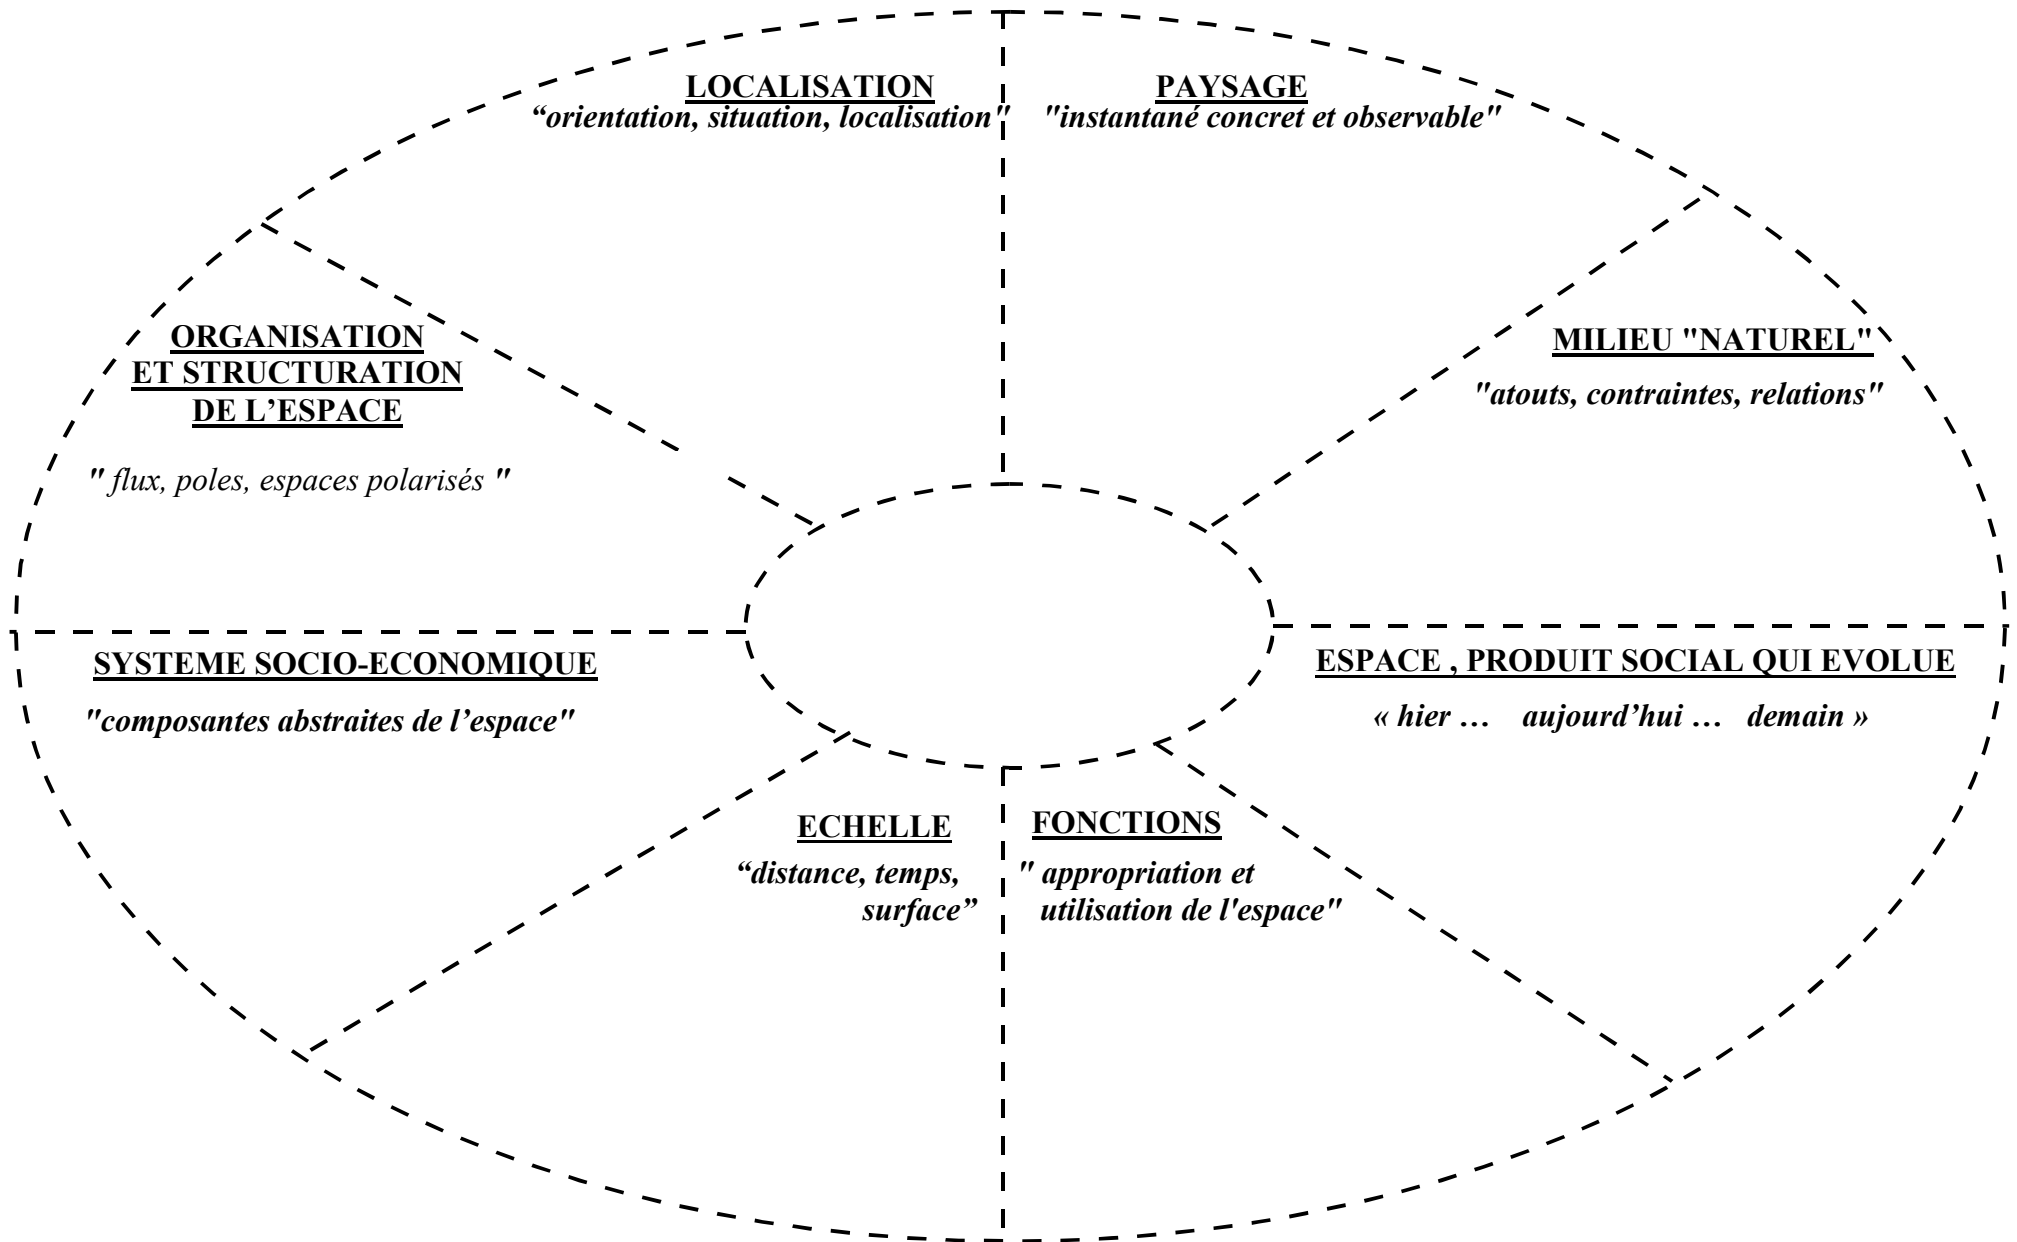 LOCALISATION
“orientation, situation, localisation"
PAYSAGE
"instantané concret et observable"
ORGANISATION
ET STRUCTURATION
DE L’ESPACE
" flux, poles, espaces polarisés "
MILIEU "NATUREL"
"atouts, contraintes, relations"
SYSTEME SOCIO-ECONOMIQUE
"composantes abstraites de l’espace"
ESPACE , PRODUIT SOCIAL QUI EVOLUE
« hier … aujourd’hui … demain »
ECHELLE
“distance, temps,
surface”
FONCTIONS
" appropriation et
utilisation de l'espace"